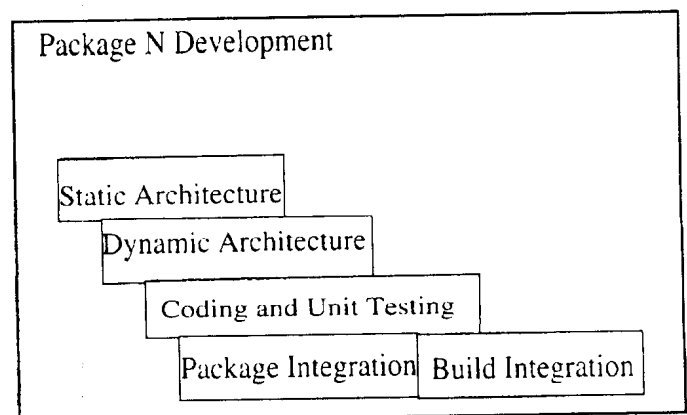 Package N Development
Static Architecture
Dynamic Architecture
Coding and Unit Testing
Package Integration
Build Integration